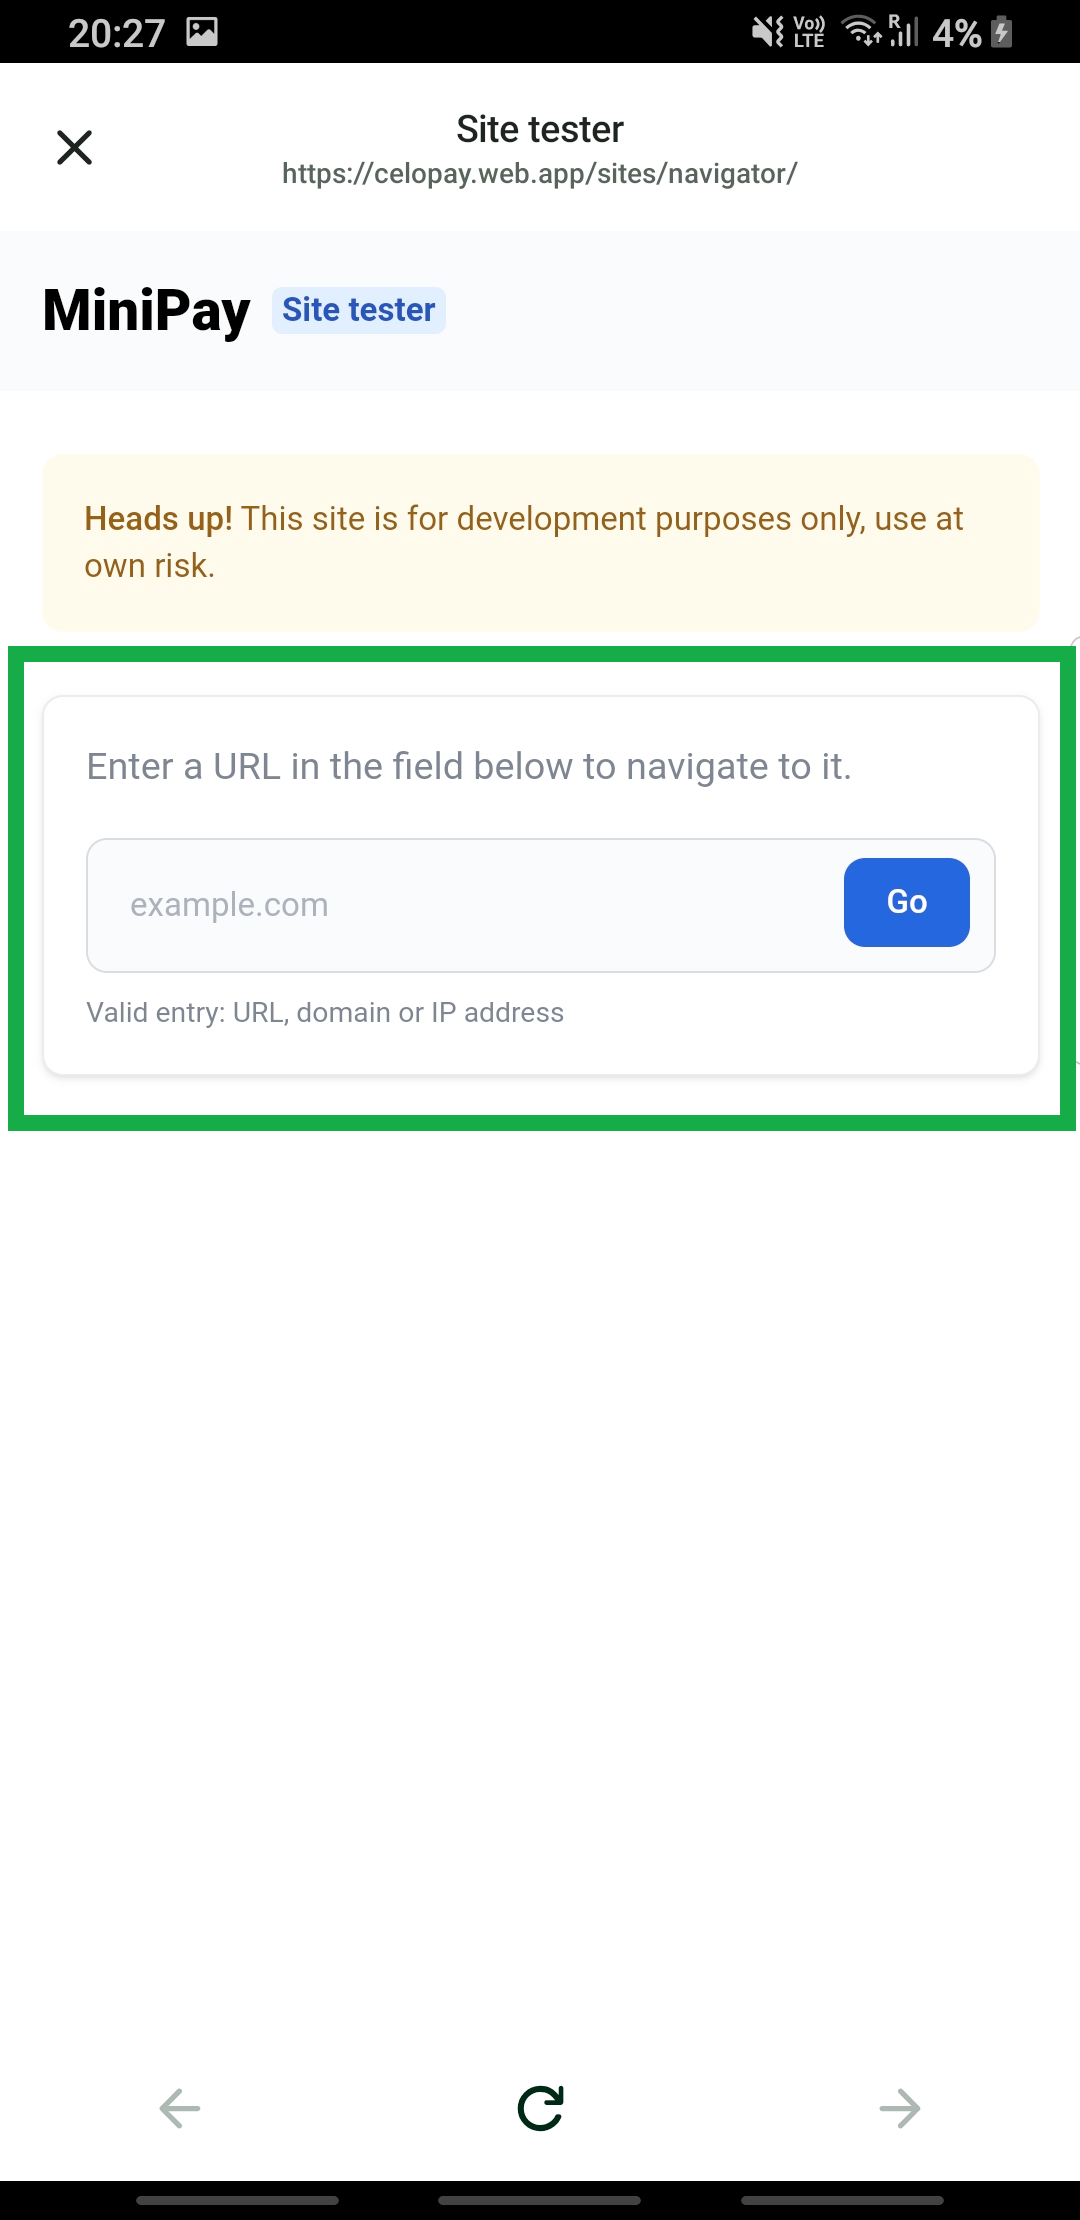 20:27
Vo)) LTE
R
4%
Site tester
https://celopay.web.app/sites/navigator/
MiniPay Site tester
Heads up! This site is for development purposes only, use at
own risk.
Enter a URL in the field below to navigate to it.
example.com
Go
Valid entry: URL, domain or IP address